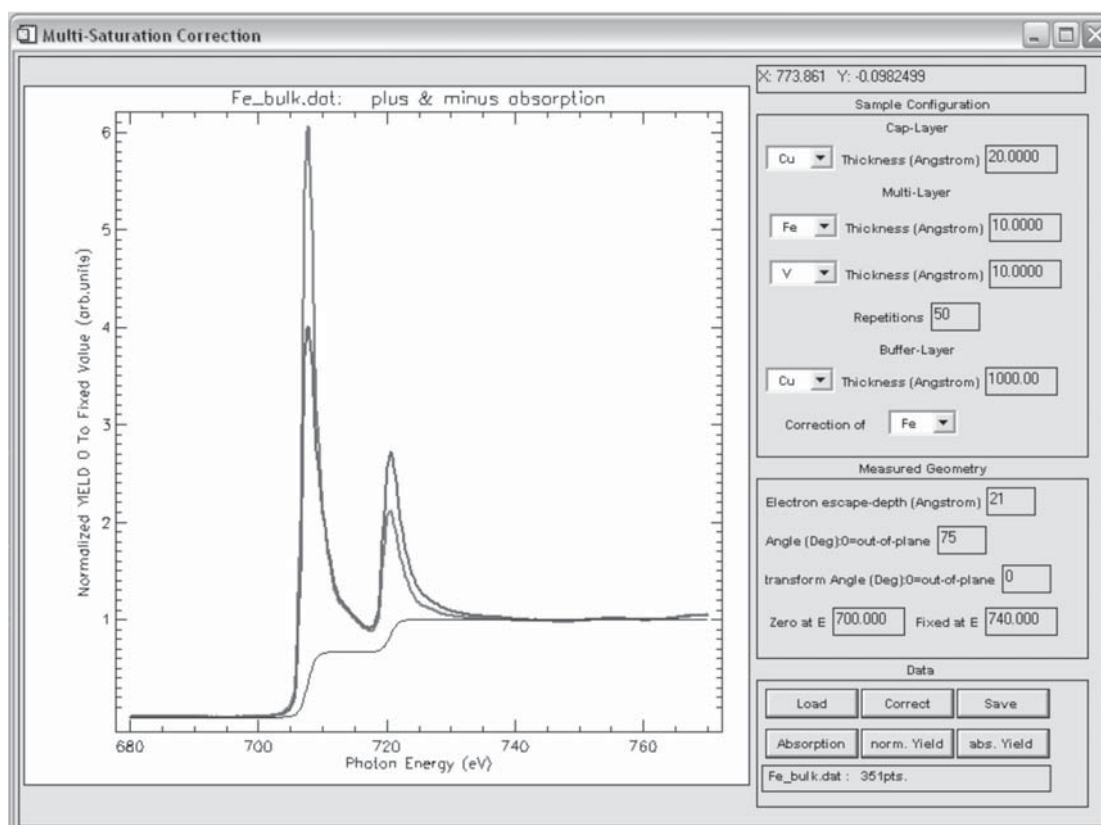 Multi-Saturation Correction
X: 773.861 Y: -0.0982499
Fe_bulk.dat: plus & minus absorption
Normalized YIELD 0 To Fixed Value (arb.units)
6
5
4
3
2
1
680 700 720 740 760
Photon Energy (eV)
Sample Configuration
Cap-Layer
Cu Thickness (Angstrom) 20.0000
Multi-Layer
Fe Thickness (Angstrom) 10.0000
V Thickness (Angstrom) 10.0000
Repetitions 50
Buffer-Layer
Cu Thickness (Angstrom) 1000.00
Correction of Fe
Measured Geometry
Electron escape-depth (Angstrom) 21
Angle (Deg):0=out-of-plane 75
transform Angle (Deg):0=out-of-plane 0
Zero at E 700.000 Fixed at E 740.000
Data
Load Correct Save
Absorption norm. Yield abs. Yield
Fe_bulk.dat : 351pts.